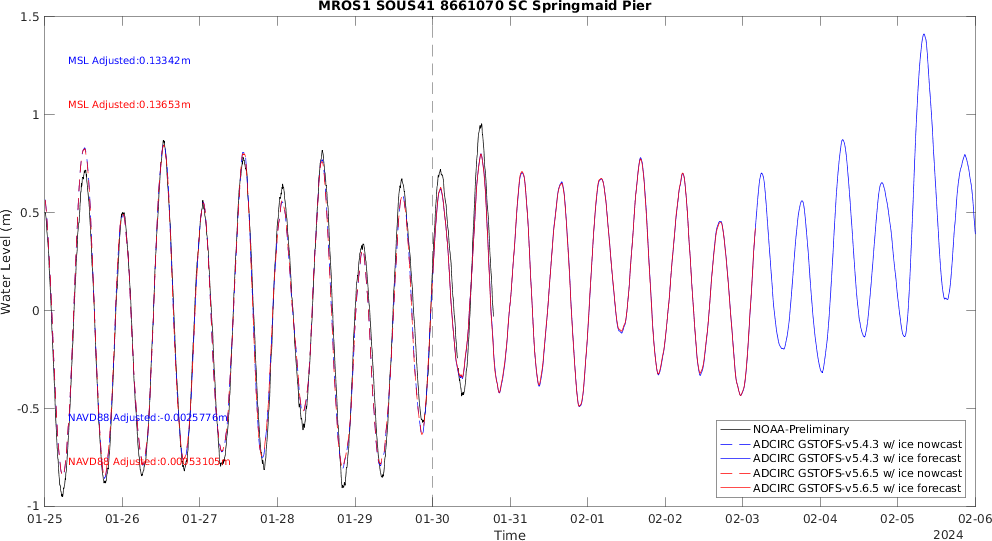 MROS1 SOUS41 8661070 SC Springmaid Pier
1.5
1
0.5
0
-0.5
-1
Water Level (m)
MSL Adjusted:0.13342m
MSL Adjusted:0.13653m
NAVD88 Adjusted:-0.0025776m
NAVD88 Adjusted:0.00053105m
NOAA-Preliminary
ADCIRC GSTOFS-v5.4.3 w/ ice nowcast
ADCIRC GSTOFS-v5.4.3 w/ ice forecast
ADCIRC GSTOFS-v5.6.5 w/ ice nowcast
ADCIRC GSTOFS-v5.6.5 w/ ice forecast
01-25 01-26 01-27 01-28 01-29 01-30 01-31 02-01 02-02 02-03 02-04 02-05 02-06
Time
2024